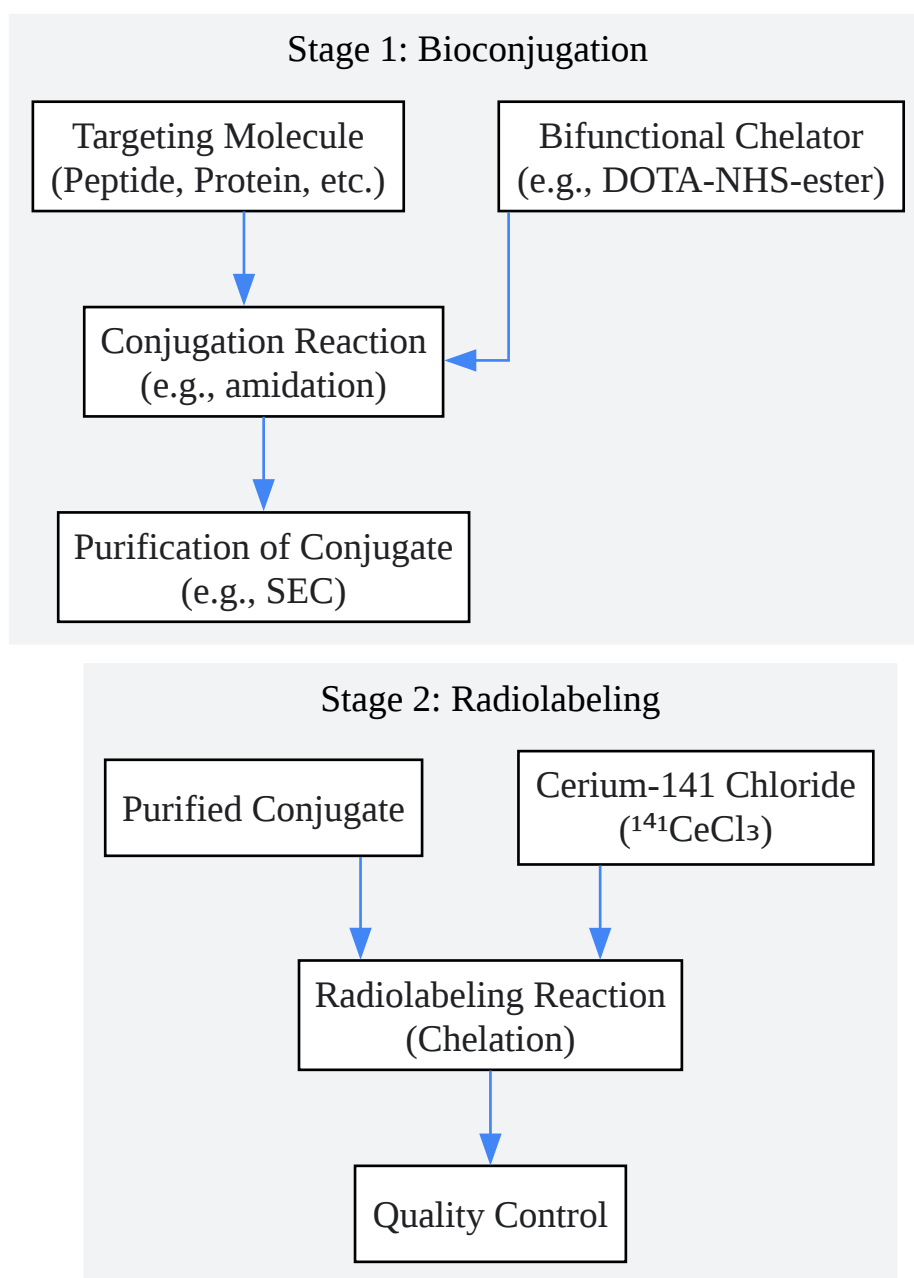 Stage 1: Bioconjugation
Targeting Molecule
(Peptide, Protein, etc.)
Bifunctional Chelator
(e.g., DOTA-NHS-ester)
Conjugation Reaction
(e.g., amidation)
Purification of Conjugate
(e.g., SEC)
Stage 2: Radiolabeling
Purified Conjugate
Cerium-141 Chloride
(¹⁴¹CeCl₃)
Radiolabeling Reaction
(Chelation)
Quality Control